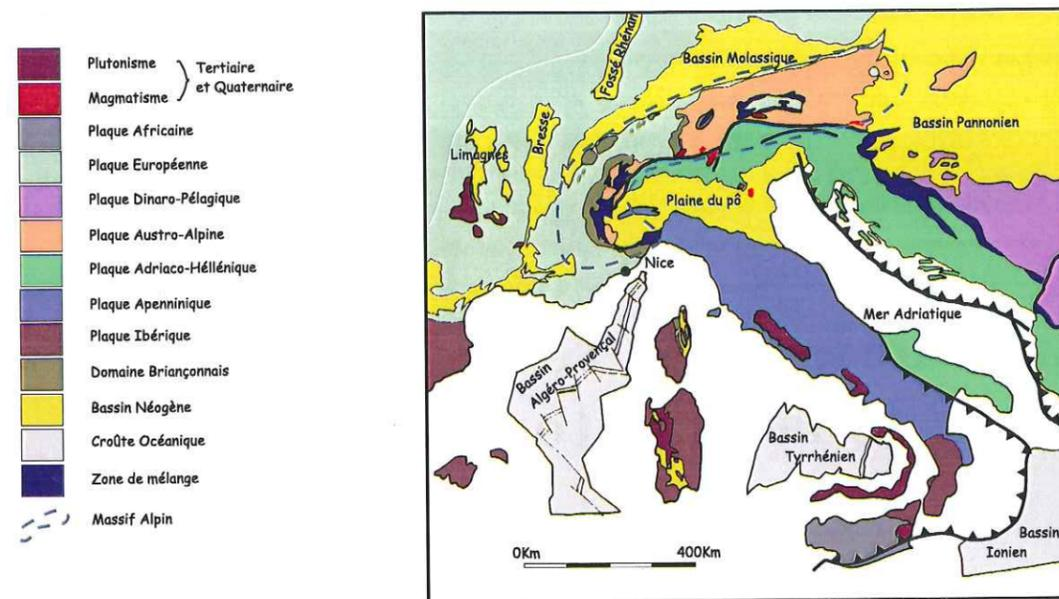 Plutonisme
Magmatisme
Tertiaire
et Quaternaire
Plaque Africaine
Plaque Européenne
Plaque Dinaro-Pélagique
Plaque Austro-Alpine
Plaque Adriaco-Héllénique
Plaque Apenninique
Plaque Ibérique
Domaine Briançonnais
Bassin Néogène
Croûte Océanique
Zone de mélange
Massif Alpin
Fossé Rhénan
Bassin Molassique
Bresse
Limagnes
Bassin Pannonien
Plaine du pô
Nice
Mer Adriatique
Bassin
Algéro-Provençal
Bassin
Tyrrhénien
Bassin
Ionien
0Km
400Km